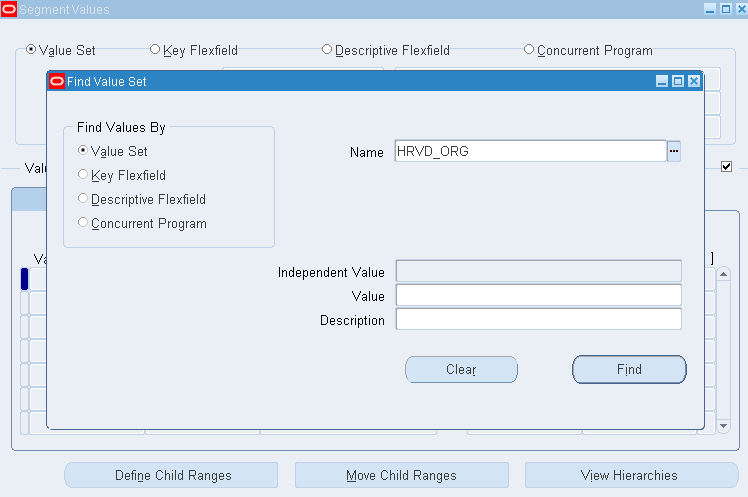 Segment Values
Value Set Key Flexfield Descriptive Flexfield Concurrent Program
Find Value Set
Find Values By
Value Set
Key Flexfield
Descriptive Flexfield
Concurrent Program
Name HRVD_ORG
Independent Value
Value
Description
Clear Find
Define Child Ranges Move Child Ranges View Hierarchies